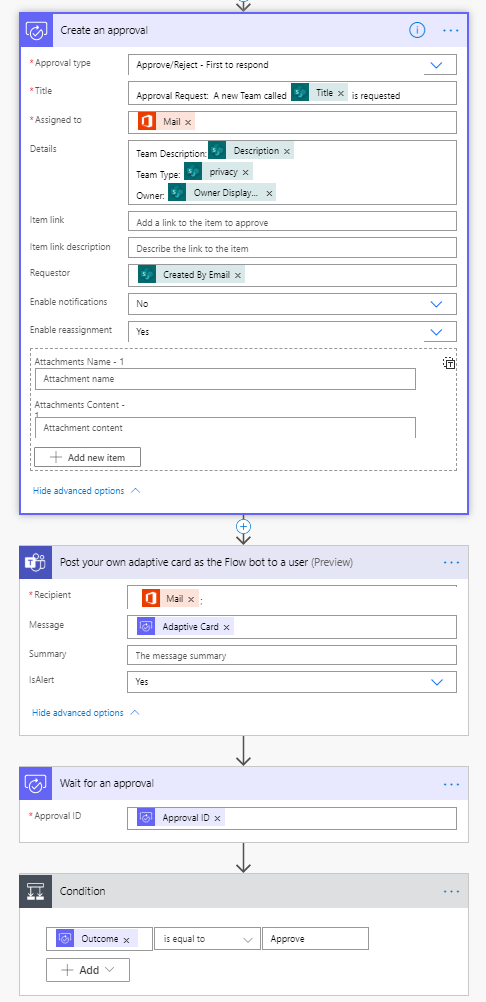 Create an approval
*Approval type
Approve/Reject - First to respond
*Title
Approval Request: A new Team called Title × is requested
*Assigned to
Mail ×
Details
Team Description: Description ×
Team Type: privacy ×
Owner: Owner Display... ×
Item link
Add a link to the item to approve
Item link description
Describe the link to the item
Requestor
Created By Email ×
Enable notifications
No
Enable reassignment
Yes
Attachments Name - 1
Attachment name
Attachments Content -
1
Attachment content
Add new item
Hide advanced options
Post your own adaptive card as the Flow bot to a user (Preview)
*Recipient
Mail × ;
Message
Adaptive Card ×
Summary
The message summary
IsAlert
Yes
Hide advanced options
Wait for an approval
*Approval ID
Approval ID ×
Condition
Outcome × is equal to Approve
Add